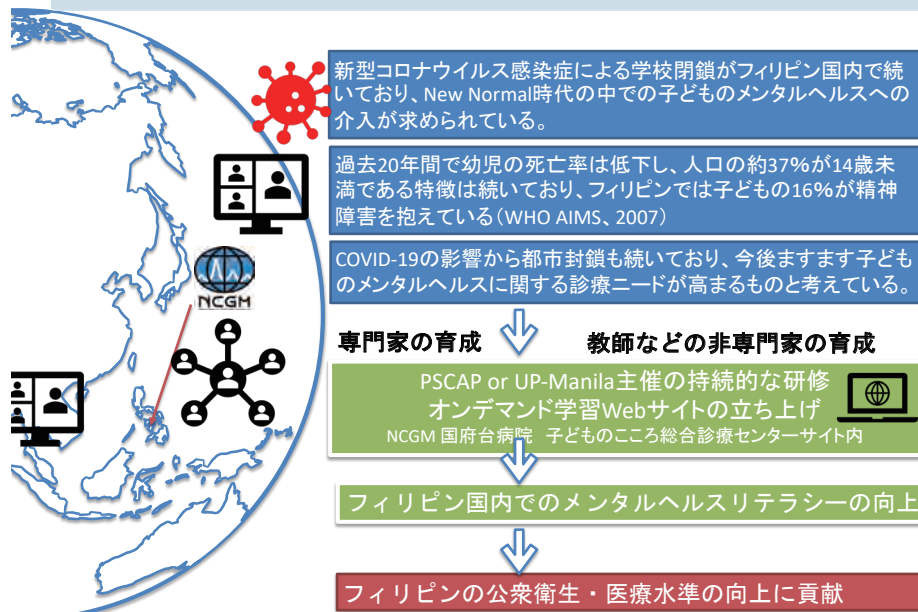 新型コロナウイルス感染症による学校閉鎖がフィリピン国内で続
いており、New Normal時代の中での子どものメンタルヘルスへの
介入が求められている。
過去20年間で幼児の死亡率は低下し、人口の約37%が14歳未
満である特徴は続いており、フィリピンでは子どもの16%が精神
障害を抱えている（WHO AIMS、2007）
COVID-19の影響から都市封鎖も続いており、今後ますます子ども
のメンタルヘルスに関する診療ニードが高まるものと考えている。
NCGM
専門家の育成 教師などの非専門家の育成
PSCAP or UP-Manila主催の持続的な研修
オンデマンド学習Webサイトの立ち上げ
NCGM 国府台病院 子どものこころ総合診療センターサイト内
フィリピン国内でのメンタルヘルスリテラシーの向上
フィリピンの公衆衛生・医療水準の向上に貢献